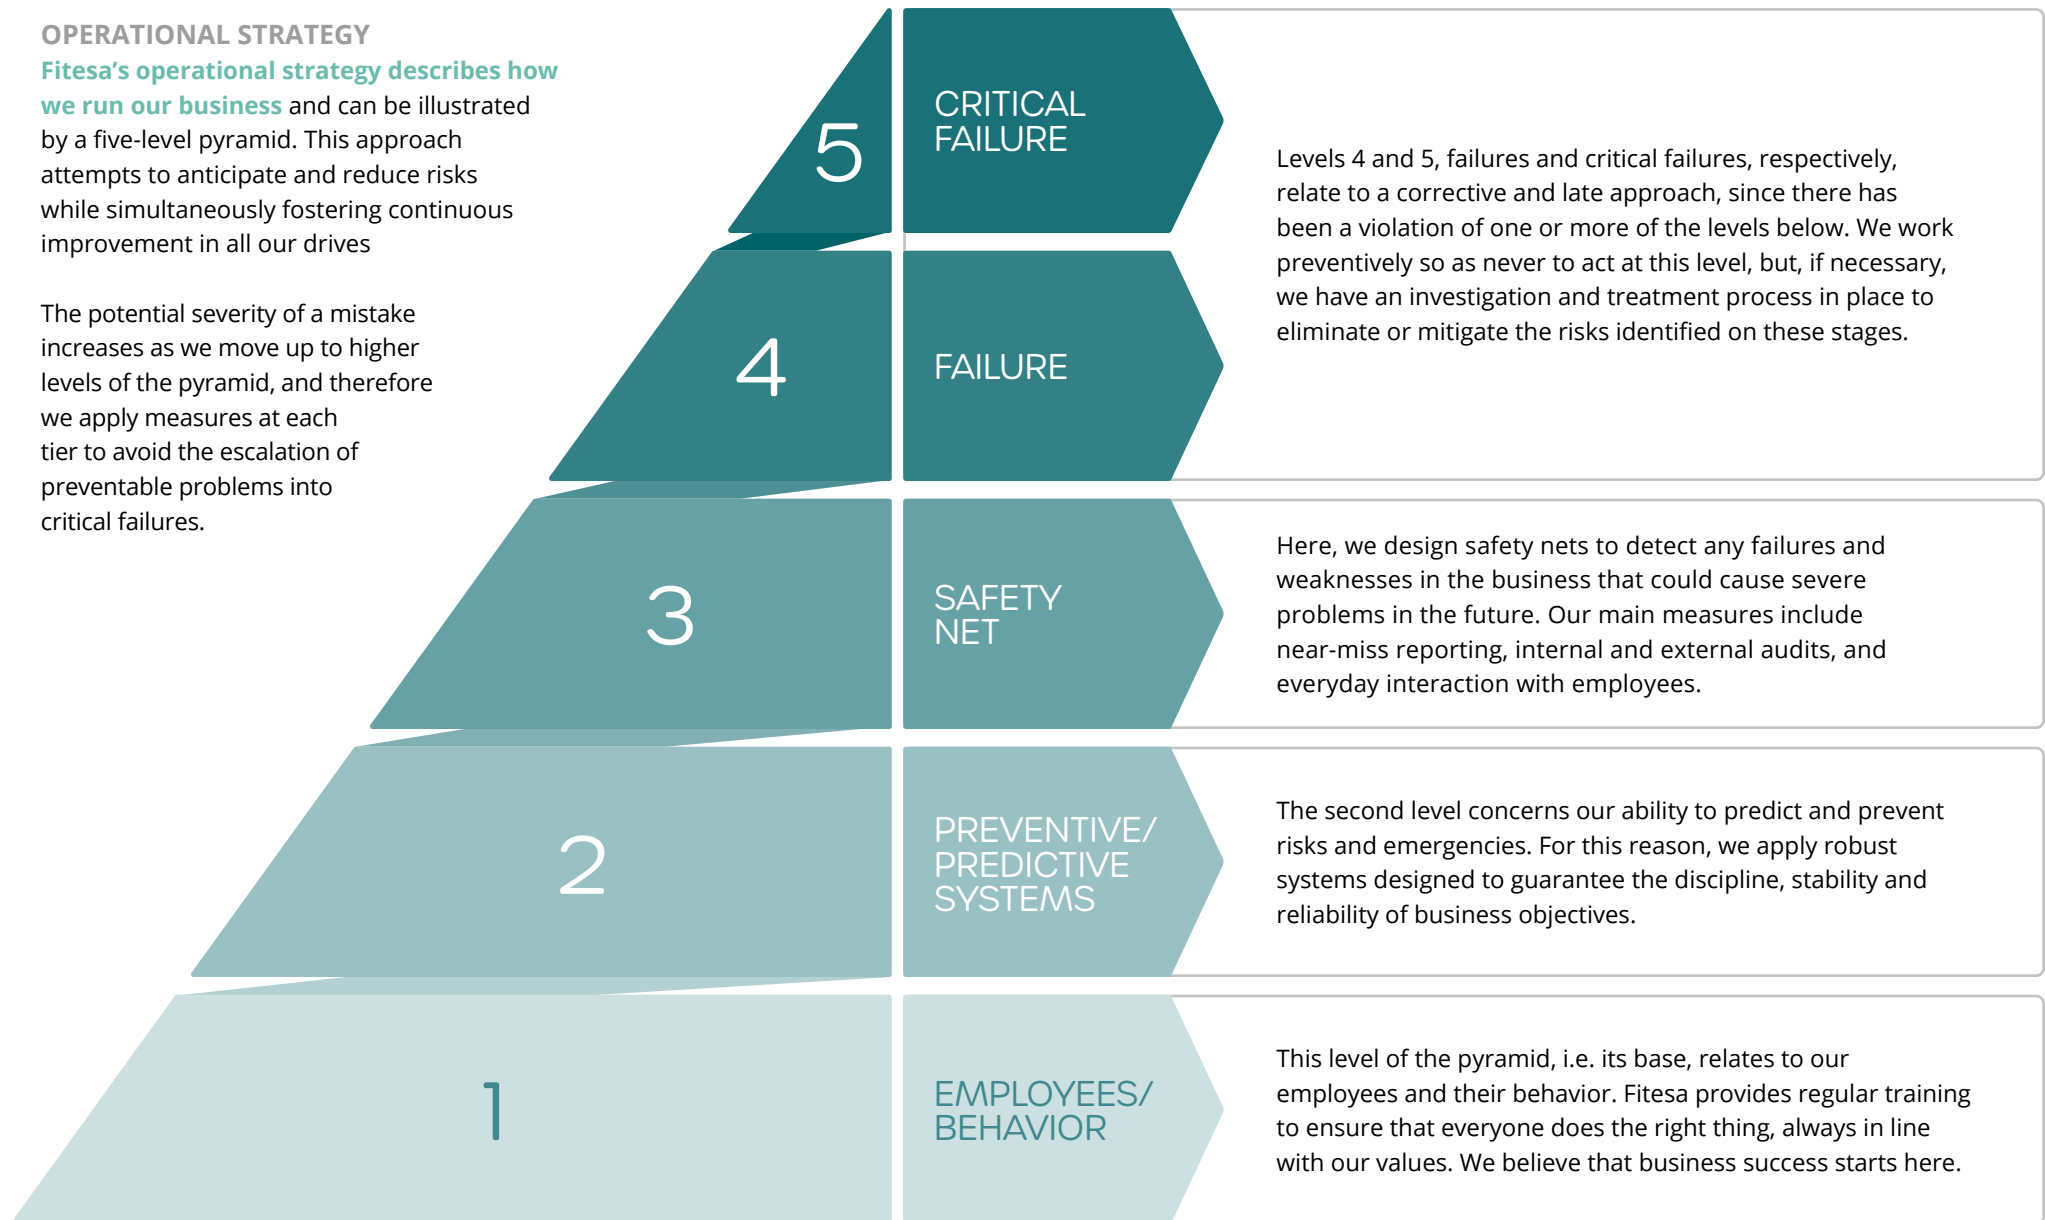 OPERATIONAL STRATEGY
Fitesa’s operational strategy describes how
we run our business and can be illustrated
by a five-level pyramid. This approach
attempts to anticipate and reduce risks
while simultaneously fostering continuous
improvement in all our drives
The potential severity of a mistake
increases as we move up to higher
levels of the pyramid, and therefore
we apply measures at each
tier to avoid the escalation of
preventable problems into
critical failures.
5
CRITICAL
FAILURE
4
FAILURE
Levels 4 and 5, failures and critical failures, respectively,
relate to a corrective and late approach, since there has
been a violation of one or more of the levels below. We work
preventively so as never to act at this level, but, if necessary,
we have an investigation and treatment process in place to
eliminate or mitigate the risks identified on these stages.
3
SAFETY
NET
Here, we design safety nets to detect any failures and
weaknesses in the business that could cause severe
problems in the future. Our main measures include
near-miss reporting, internal and external audits, and
everyday interaction with employees.
2
PREVENTIVE/
PREDICTIVE
SYSTEMS
The second level concerns our ability to predict and prevent
risks and emergencies. For this reason, we apply robust
systems designed to guarantee the discipline, stability and
reliability of business objectives.
1
EMPLOYEES/
BEHAVIOR
This level of the pyramid, i.e. its base, relates to our
employees and their behavior. Fitesa provides regular training
to ensure that everyone does the right thing, always in line
with our values. We believe that business success starts here.